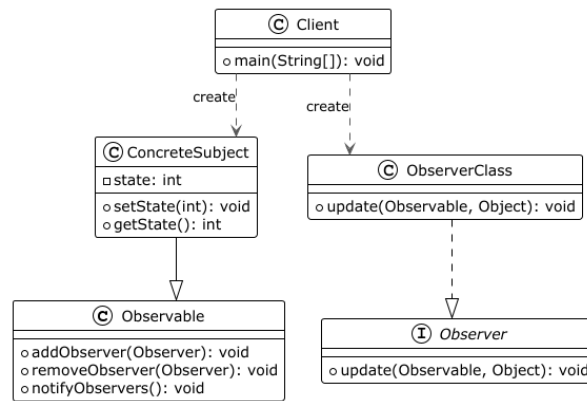 C Client
main(String[]): void
create
create
C ConcreteSubject
state: int
setState(int): void
getState(): int
C ObserverClass
update(Observable, Object): void
C Observable
addObserver(Observer): void
removeObserver(Observer): void
notifyObservers(): void
I Observer
update(Observable, Object): void